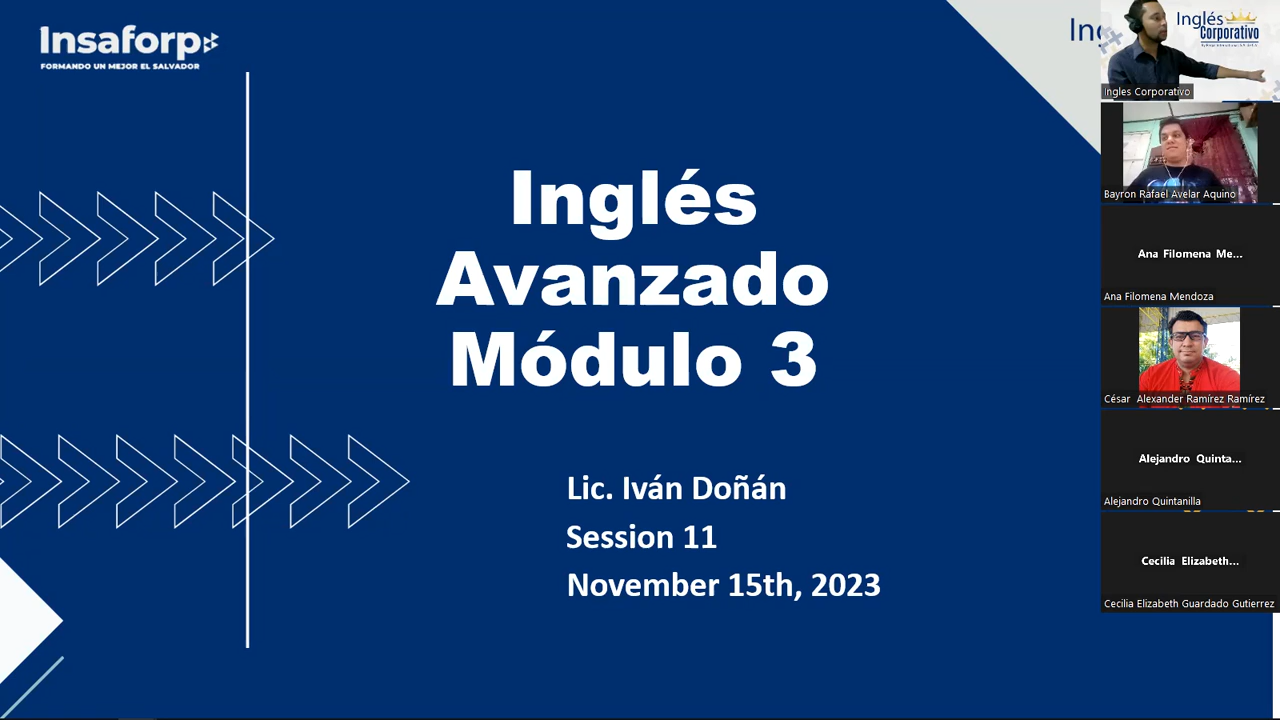 Insaforp
FORMANDO UN MEJOR EL SALVADOR
Inglés
Avanzado
Módulo 3
Lic. Iván Doñán
Session 11
November 15th, 2023
Inglés
Corporativo
Ingles Corporativo
Bayron Rafael Avelar Aquino
Ana Filomena Me...
Ana Filomena Mendoza
César Alexander Ramírez Ramírez
Alejandro Quinta...
Alejandro Quintanilla
Cecilia Elizabeth...
Cecilia Elizabeth Guardado Gutierrez